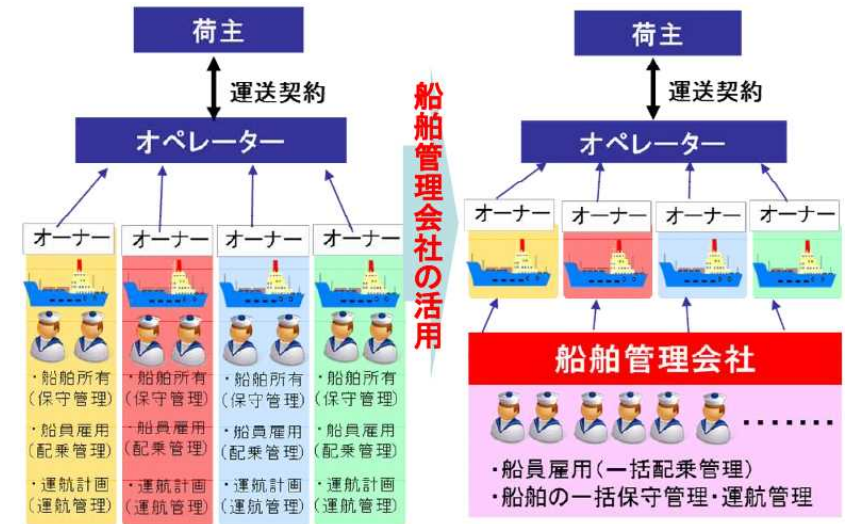 荷主
運送契約
オペレーター
オーナー
オーナー
オーナー
オーナー
・船舶所有
(保守管理)
・船員雇用
(配乗管理)
・運航計画
(運航管理)
・船舶所有
(保守管理)
・船員雇用
(配乗管理)
・運航計画
(運航管理)
・船舶所有
(保守管理)
・船員雇用
(配乗管理)
・運航計画
(運航管理)
・船舶所有
(保守管理)
・船員雇用
(配乗管理)
・運航計画
(運航管理)
船舶管理会社の活用
荷主
運送契約
オペレーター
オーナー
オーナー
オーナー
オーナー
船舶管理会社
・・・・・・・
・船員雇用(一括配乗管理)
・船舶の一括保守管理・運航管理